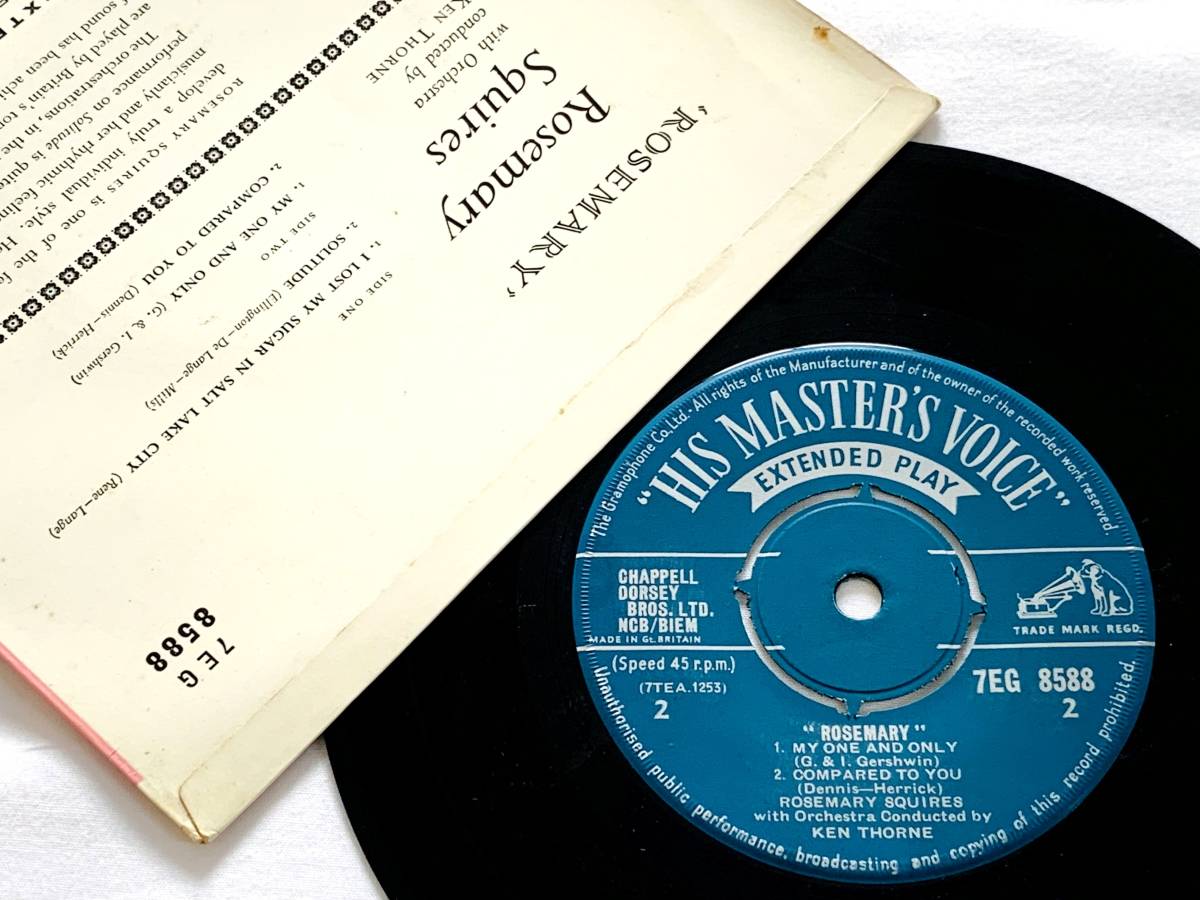 'ROSEMARY'
Rosemary
Squires
with Orchestra
conducted by
KEN THORNE
SIDE ONE
1. I LOST MY SUGAR IN SALT LAKE CITY (Rene—Lange)
2. SOLITUDE (Ellington—De Lange—Mills)
SIDE TWO
1. MY ONE AND ONLY (G. & I. Gershwin)
2. COMPARED TO YOU (Dennis—Herrick)
ROSEMARY SQUIRES is one of the
develop a truly individual style.
musicianly and her rhythmic feeling
performance on Solitude is quite
The orchestrations, in the
are played by Britain's
of sound has been
7EG
8588
The Gramophone Co., Ltd.- All rights of the Manufacturer and of the owner of the recorded work reserved.
"HIS MASTER'S VOICE"
EXTENDED PLAY
CHAPPELL
DORSEY
BROS. LTD.
NCB/BIEM
MADE IN Gt. BRITAIN
TRADE MARK REGD.
(Speed 45 r.p.m.)
(7TEA.1253)
2
7EG 8588
2
"ROSEMARY"
1. MY ONE AND ONLY
(G. & I. Gershwin)
2. COMPARED TO YOU
(Dennis—Herrick)
ROSEMARY SQUIRES
with Orchestra Conducted by
KEN THORNE
Unauthorised public performance, broadcasting and copying of this record prohibited.